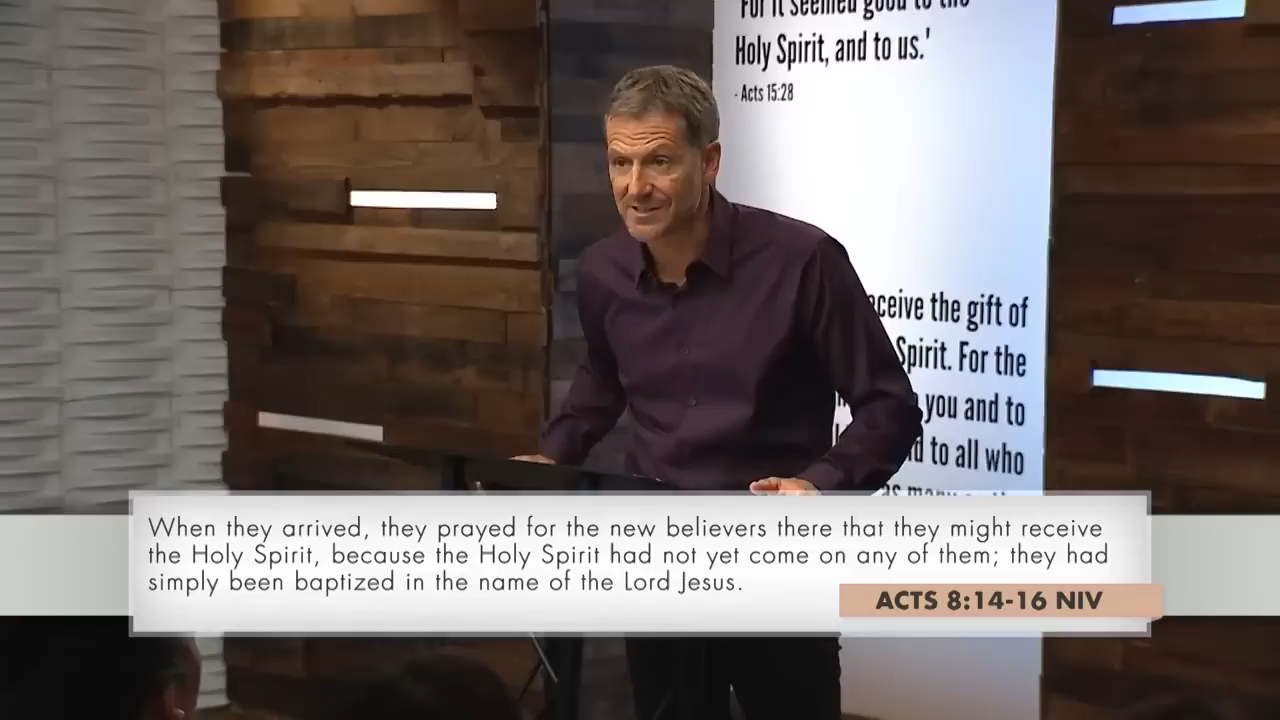 Holy Spirit, and to us.'
- Acts 15:28
the gift of
Spirit. For the
you and to
to all who
When they arrived, they prayed for the new believers there that they might receive
the Holy Spirit, because the Holy Spirit had not yet come on any of them; they had
simply been baptized in the name of the Lord Jesus.
ACTS 8:14-16 NIV